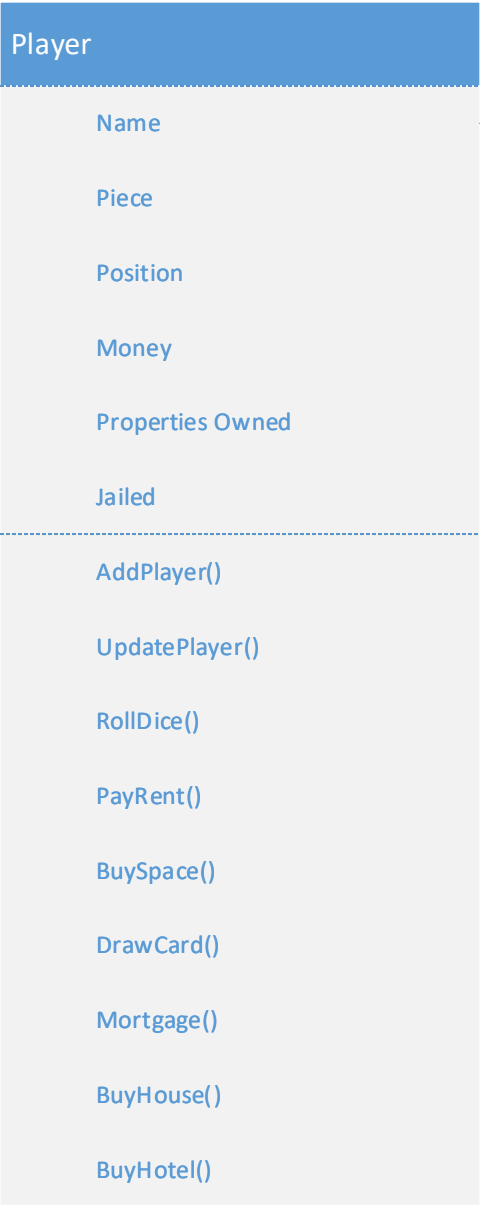 Player
Name
Piece
Position
Money
Properties Owned
Jailed
AddPlayer()
UpdatePlayer()
RollDice()
PayRent()
BuySpace()
DrawCard()
Mortgage()
BuyHouse()
BuyHotel()